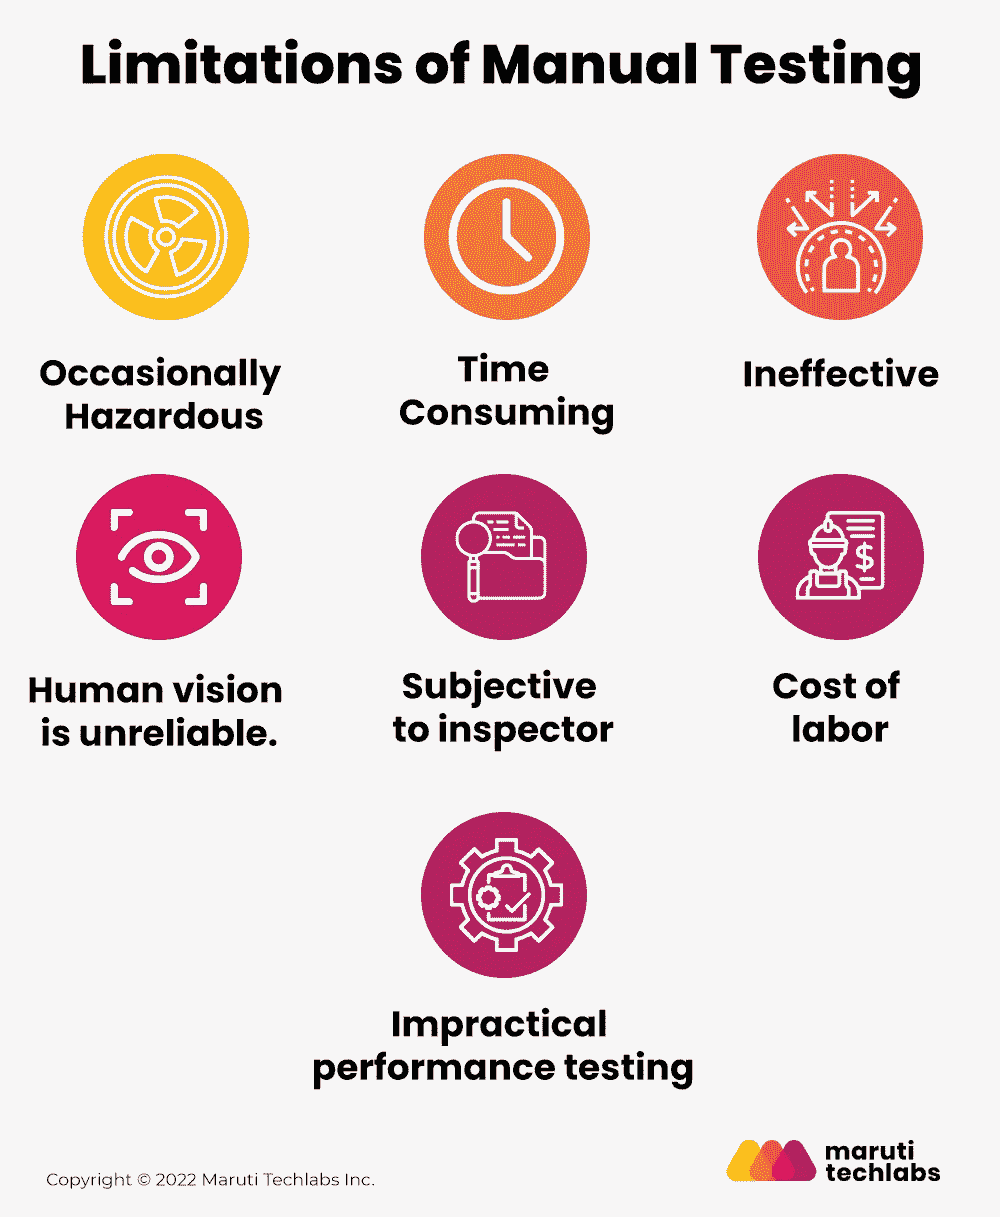 Limitations of Manual Testing
Occasionally
Hazardous
Time
Consuming
Ineffective
$
Human vision
is unreliable.
Subjective
to inspector
Cost of
labor
Impractical
performance testing
Copyright © 2022 Maruti Techlabs Inc.
maruti
techlabs